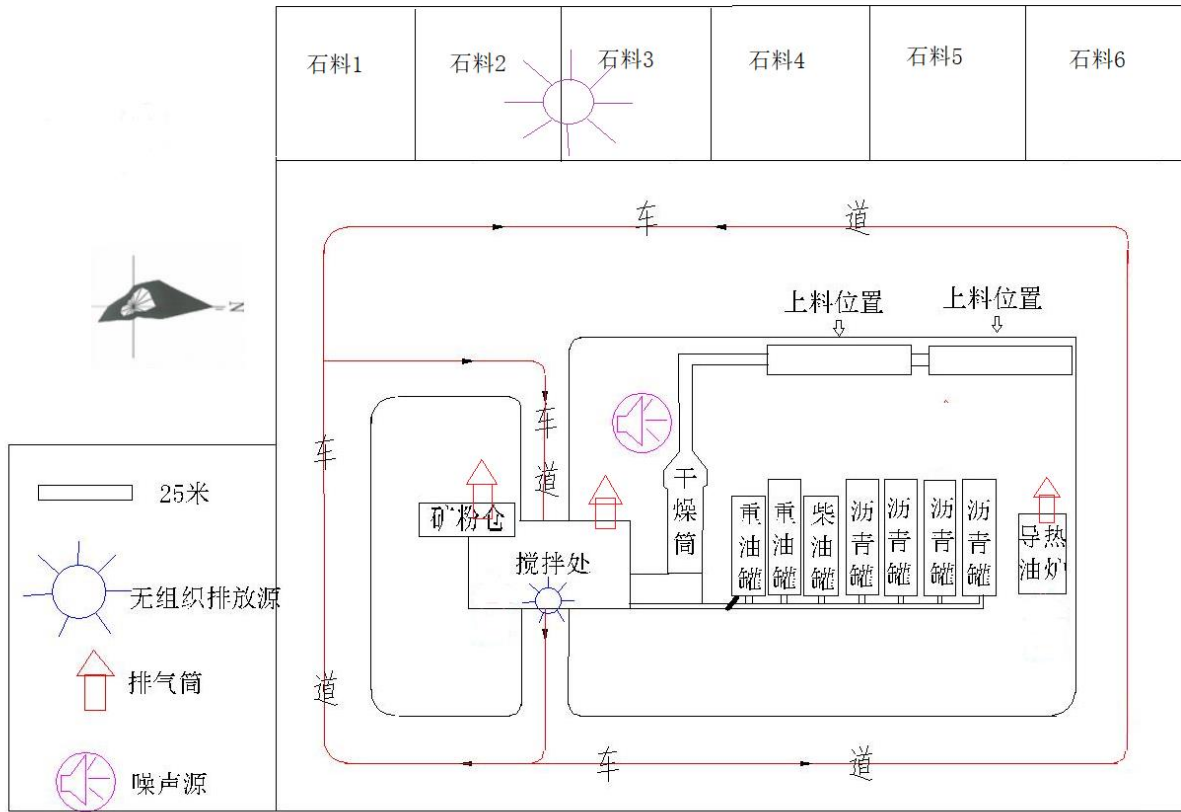 石料1
石料2
石料3
石料4
石料5
石料6
车
道
上料位置
上料位置
N
车
道
车
道
干燥筒
矿粉仓
搅拌处
重油罐
重油罐
柴油罐
沥青罐
沥青罐
沥青罐
沥青罐
导热
油炉
车
道
25米
无组织排放源
排气筒
噪声源